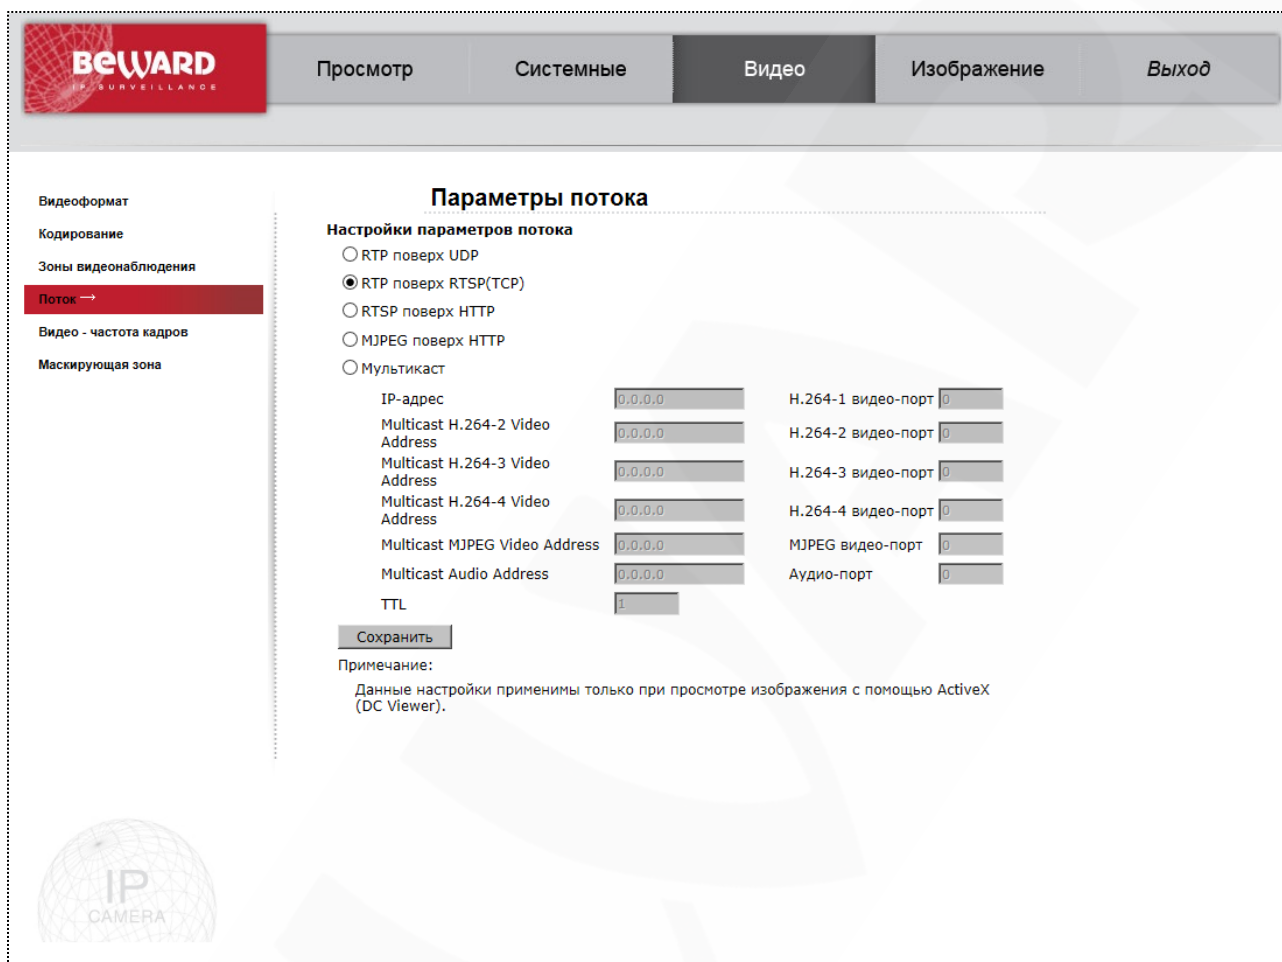 BEWARD
IP SURVEILLANCE
Просмотр
Системные
Видео
Изображение
Выход
Видеоформат
Кодирование
Зоны видеонаблюдения
Поток →
Видео - частота кадров
Маскирующая зона
Параметры потока
Настройки параметров потока
RTP поверх UDP
RTP поверх RTSP(TCP)
RTSP поверх HTTP
MJPEG поверх HTTP
Мультикаст
IP-адрес 0.0.0.0 H.264-1 видео-порт 0
Multicast H.264-2 Video
Address 0.0.0.0 H.264-2 видео-порт 0
Multicast H.264-3 Video
Address 0.0.0.0 H.264-3 видео-порт 0
Multicast H.264-4 Video
Address 0.0.0.0 H.264-4 видео-порт 0
Multicast MJPEG Video Address 0.0.0.0 MJPEG видео-порт 0
Multicast Audio Address 0.0.0.0 Аудио-порт 0
TTL 1
Сохранить
Примечание:
Данные настройки применимы только при просмотре изображения с помощью ActiveX
(DC Viewer).
IP
CAMERA